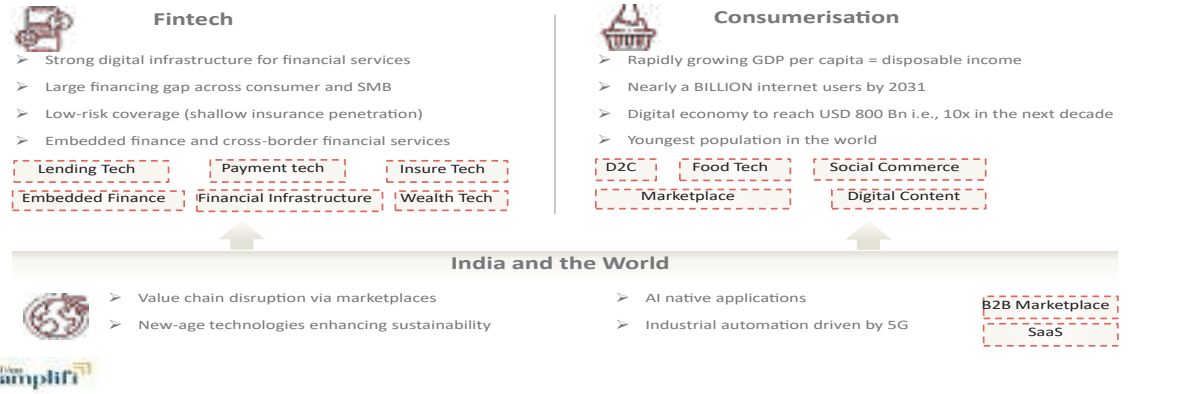 Fintech
Strong digital infrastructure for financial services
Large financing gap across consumer and SMB
Low-risk coverage (shallow insurance penetration)
Embedded finance and cross-border financial services
Lending Tech
Payment tech
Insure Tech
Embedded Finance
Financial Infrastructure
Wealth Tech
Consumerisation
Rapidly growing GDP per capita = disposable income
Nearly a BILLION internet users by 2031
Digital economy to reach USD 800 Bn i.e., 10x in the next decade
Youngest population in the world
D2C
Food Tech
Social Commerce
Marketplace
Digital Content
India and the World
Value chain disruption via marketplaces
New-age technologies enhancing sustainability
AI native applications
Industrial automation driven by 5G
B2B Marketplace
SaaS
amplifi